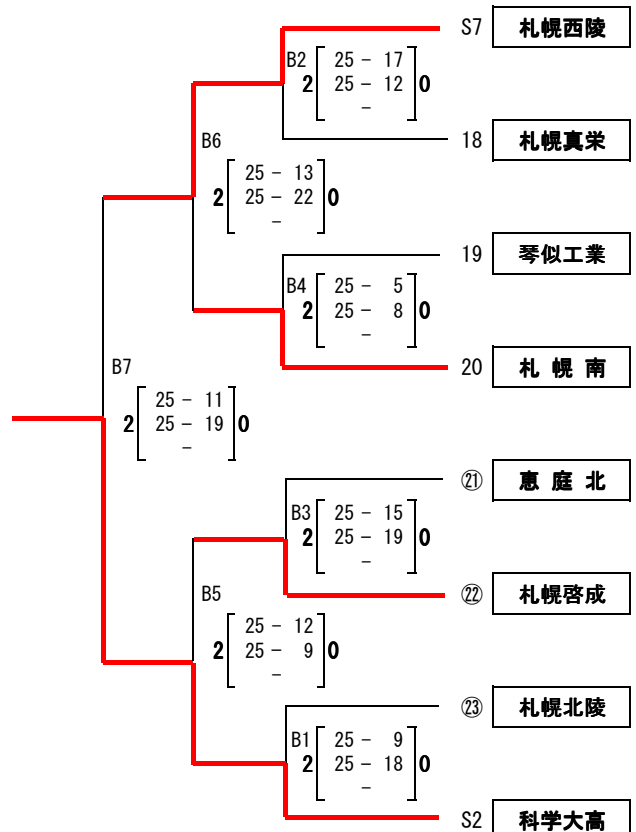 S7 札幌西陵
B2
25 - 17
2 25 - 12 0
-
18 札幌真栄
B6
25 - 13
2 25 - 22 0
-
19 琴似工業
B4
25 - 5
2 25 - 8 0
-
20 札幌南
B7
25 - 11
2 25 - 19 0
-
㉑ 恵庭北
B3
25 - 15
2 25 - 19 0
-
㉒ 札幌啓成
B5
25 - 12
2 25 - 9 0
-
㉓ 札幌北陵
B1
25 - 9
2 25 - 18 0
-
S2 科学大高